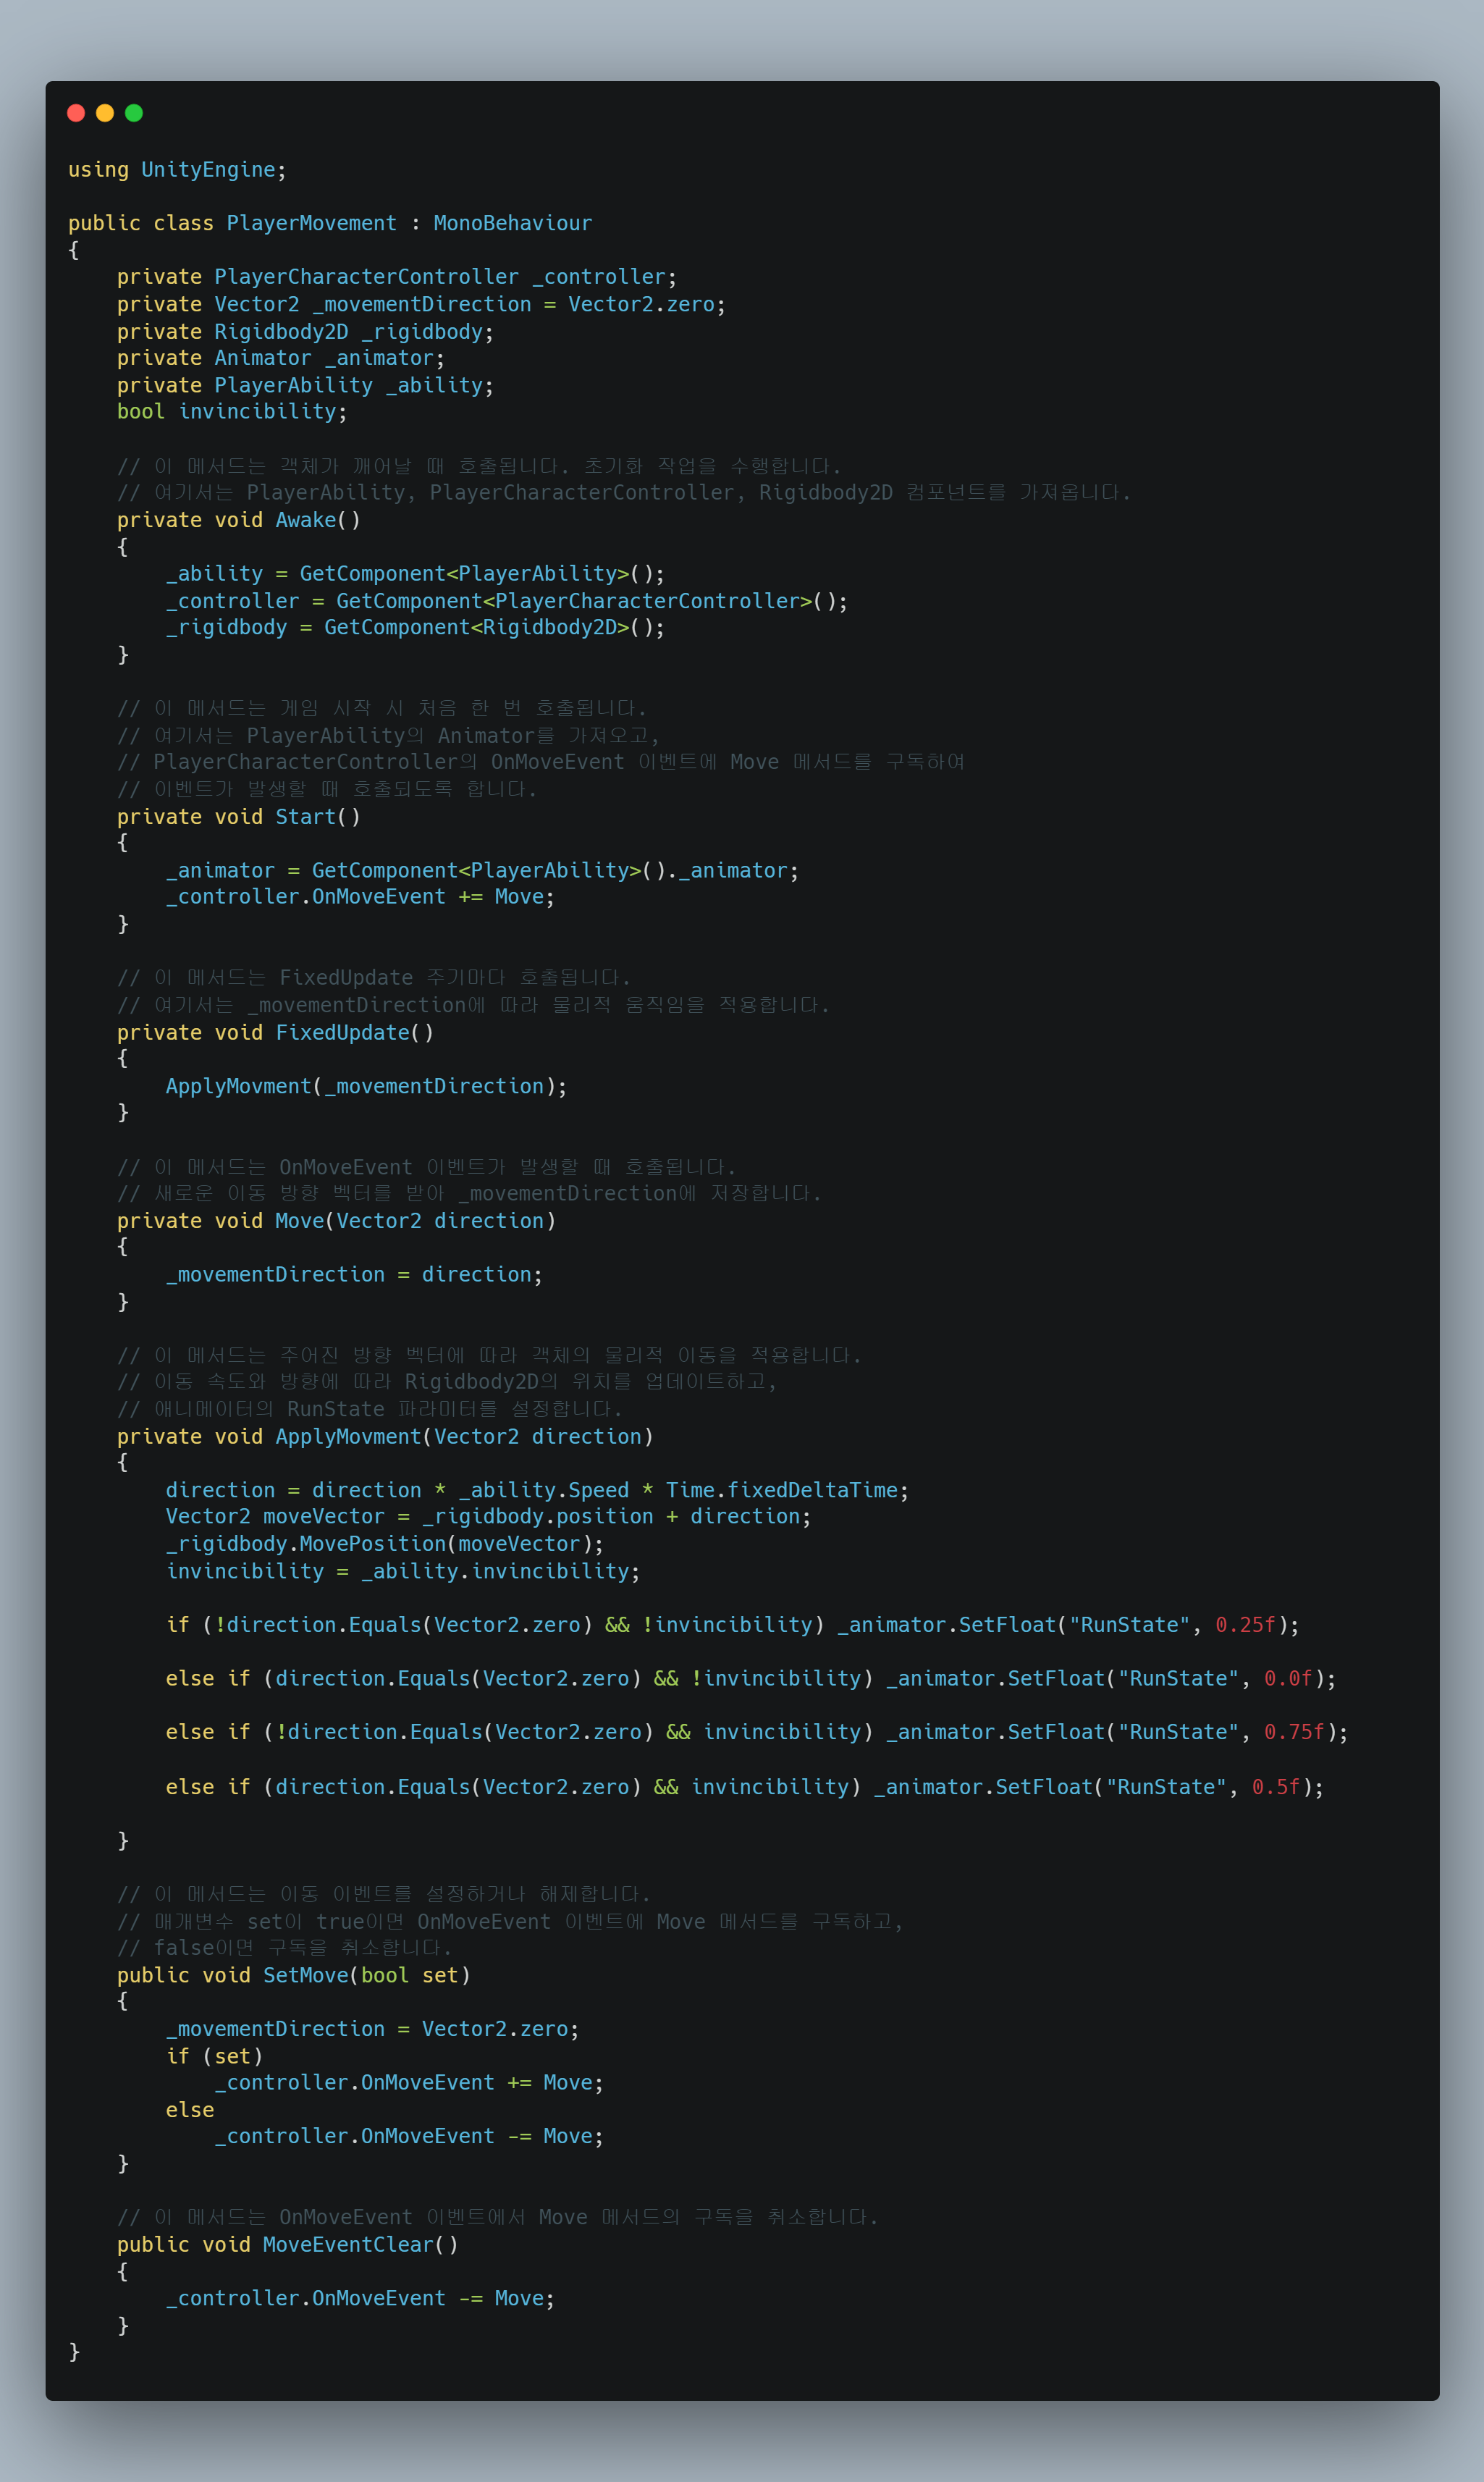 using UnityEngine;
public class PlayerMovement : MonoBehaviour
{
    private PlayerCharacterController _controller;
    private Vector2 _movementDirection = Vector2.zero;
    private Rigidbody2D _rigidbody;
    private Animator _animator;
    private PlayerAbility _ability;
    bool invincibility;
    // 이 메서드는 객체가 깨어날 때 호출됩니다. 초기화 작업을 수행합니다.
    // 여기서는 PlayerAbility, PlayerCharacterController, Rigidbody2D 컴포넌트를 가져옵니다.
    private void Awake()
    {
        _ability = GetComponent<PlayerAbility>();
        _controller = GetComponent<PlayerCharacterController>();
        _rigidbody = GetComponent<Rigidbody2D>();
    }
    // 이 메서드는 게임 시작 시 처음 한 번 호출됩니다.
    // 여기서는 PlayerAbility의 Animator를 가져오고,
    // PlayerCharacterController의 OnMoveEvent 이벤트에 Move 메서드를 구독하여
    // 이벤트가 발생할 때 호출되도록 합니다.
    private void Start()
    {
        _animator = GetComponent<PlayerAbility>()._animator;
        _controller.OnMoveEvent += Move;
    }
    // 이 메서드는 FixedUpdate 주기마다 호출됩니다.
    // 여기서는 _movementDirection에 따라 물리적 움직임을 적용합니다.
    private void FixedUpdate()
    {
        ApplyMovment(_movementDirection);
    }
    // 이 메서드는 OnMoveEvent 이벤트가 발생할 때 호출됩니다.
    // 새로운 이동 방향 벡터를 받아 _movementDirection에 저장합니다.
    private void Move(Vector2 direction)
    {
        _movementDirection = direction;
    }
    // 이 메서드는 주어진 방향 벡터에 따라 객체의 물리적 이동을 적용합니다.
    // 이동 속도와 방향에 따라 Rigidbody2D의 위치를 업데이트하고,
    // 애니메이터의 RunState 파라미터를 설정합니다.
    private void ApplyMovment(Vector2 direction)
    {
        direction = direction * _ability.Speed * Time.fixedDeltaTime;
        Vector2 moveVector = _rigidbody.position + direction;
        _rigidbody.MovePosition(moveVector);
        invincibility = _ability.invincibility;
        if (!direction.Equals(Vector2.zero) && !invincibility) _animator.SetFloat("RunState", 0.25f);
        else if (direction.Equals(Vector2.zero) && !invincibility) _animator.SetFloat("RunState", 0.0f);
        else if (!direction.Equals(Vector2.zero) && invincibility) _animator.SetFloat("RunState", 0.75f);
        else if (direction.Equals(Vector2.zero) && invincibility) _animator.SetFloat("RunState", 0.5f);
    }
    // 이 메서드는 이동 이벤트를 설정하거나 해제합니다.
    // 매개변수 set이 true이면 OnMoveEvent 이벤트에 Move 메서드를 구독하고,
    // false이면 구독을 취소합니다.
    public void SetMove(bool set)
    {
        _movementDirection = Vector2.zero;
        if (set)
            _controller.OnMoveEvent += Move;
        else
            _controller.OnMoveEvent -= Move;
    }
    // 이 메서드는 OnMoveEvent 이벤트에서 Move 메서드의 구독을 취소합니다.
    public void MoveEventClear()
    {
        _controller.OnMoveEvent -= Move;
    }
}